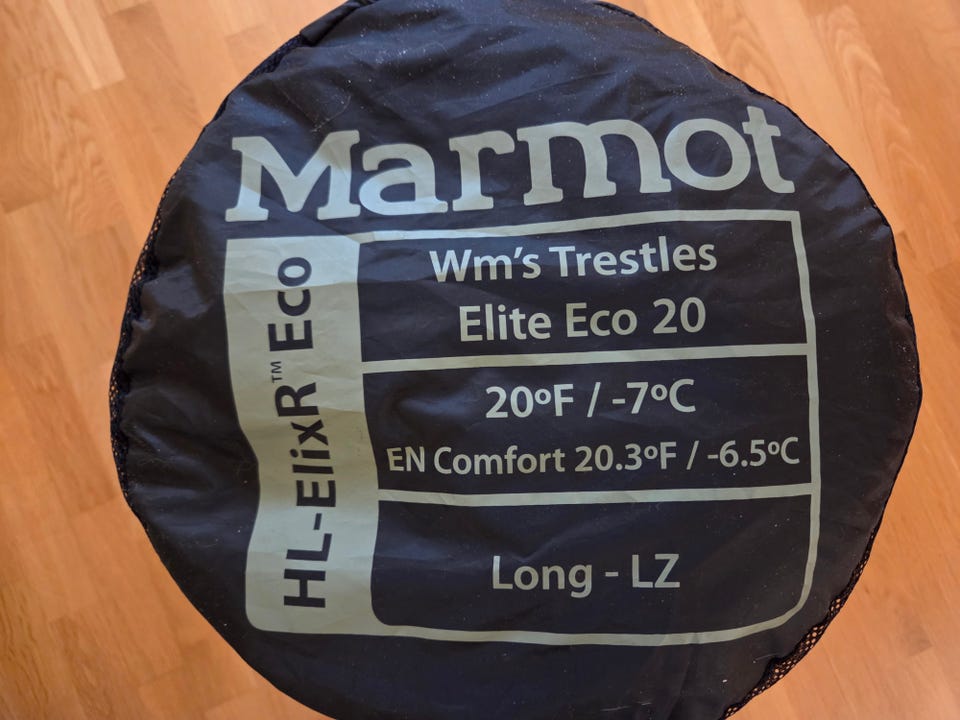 Marmot
HL-ElixR™ Eco
Wm's Trestles
Elite Eco 20
20ºF / -7ºC
EN Comfort 20.3ºF / -6.5ºC
Long - LZ